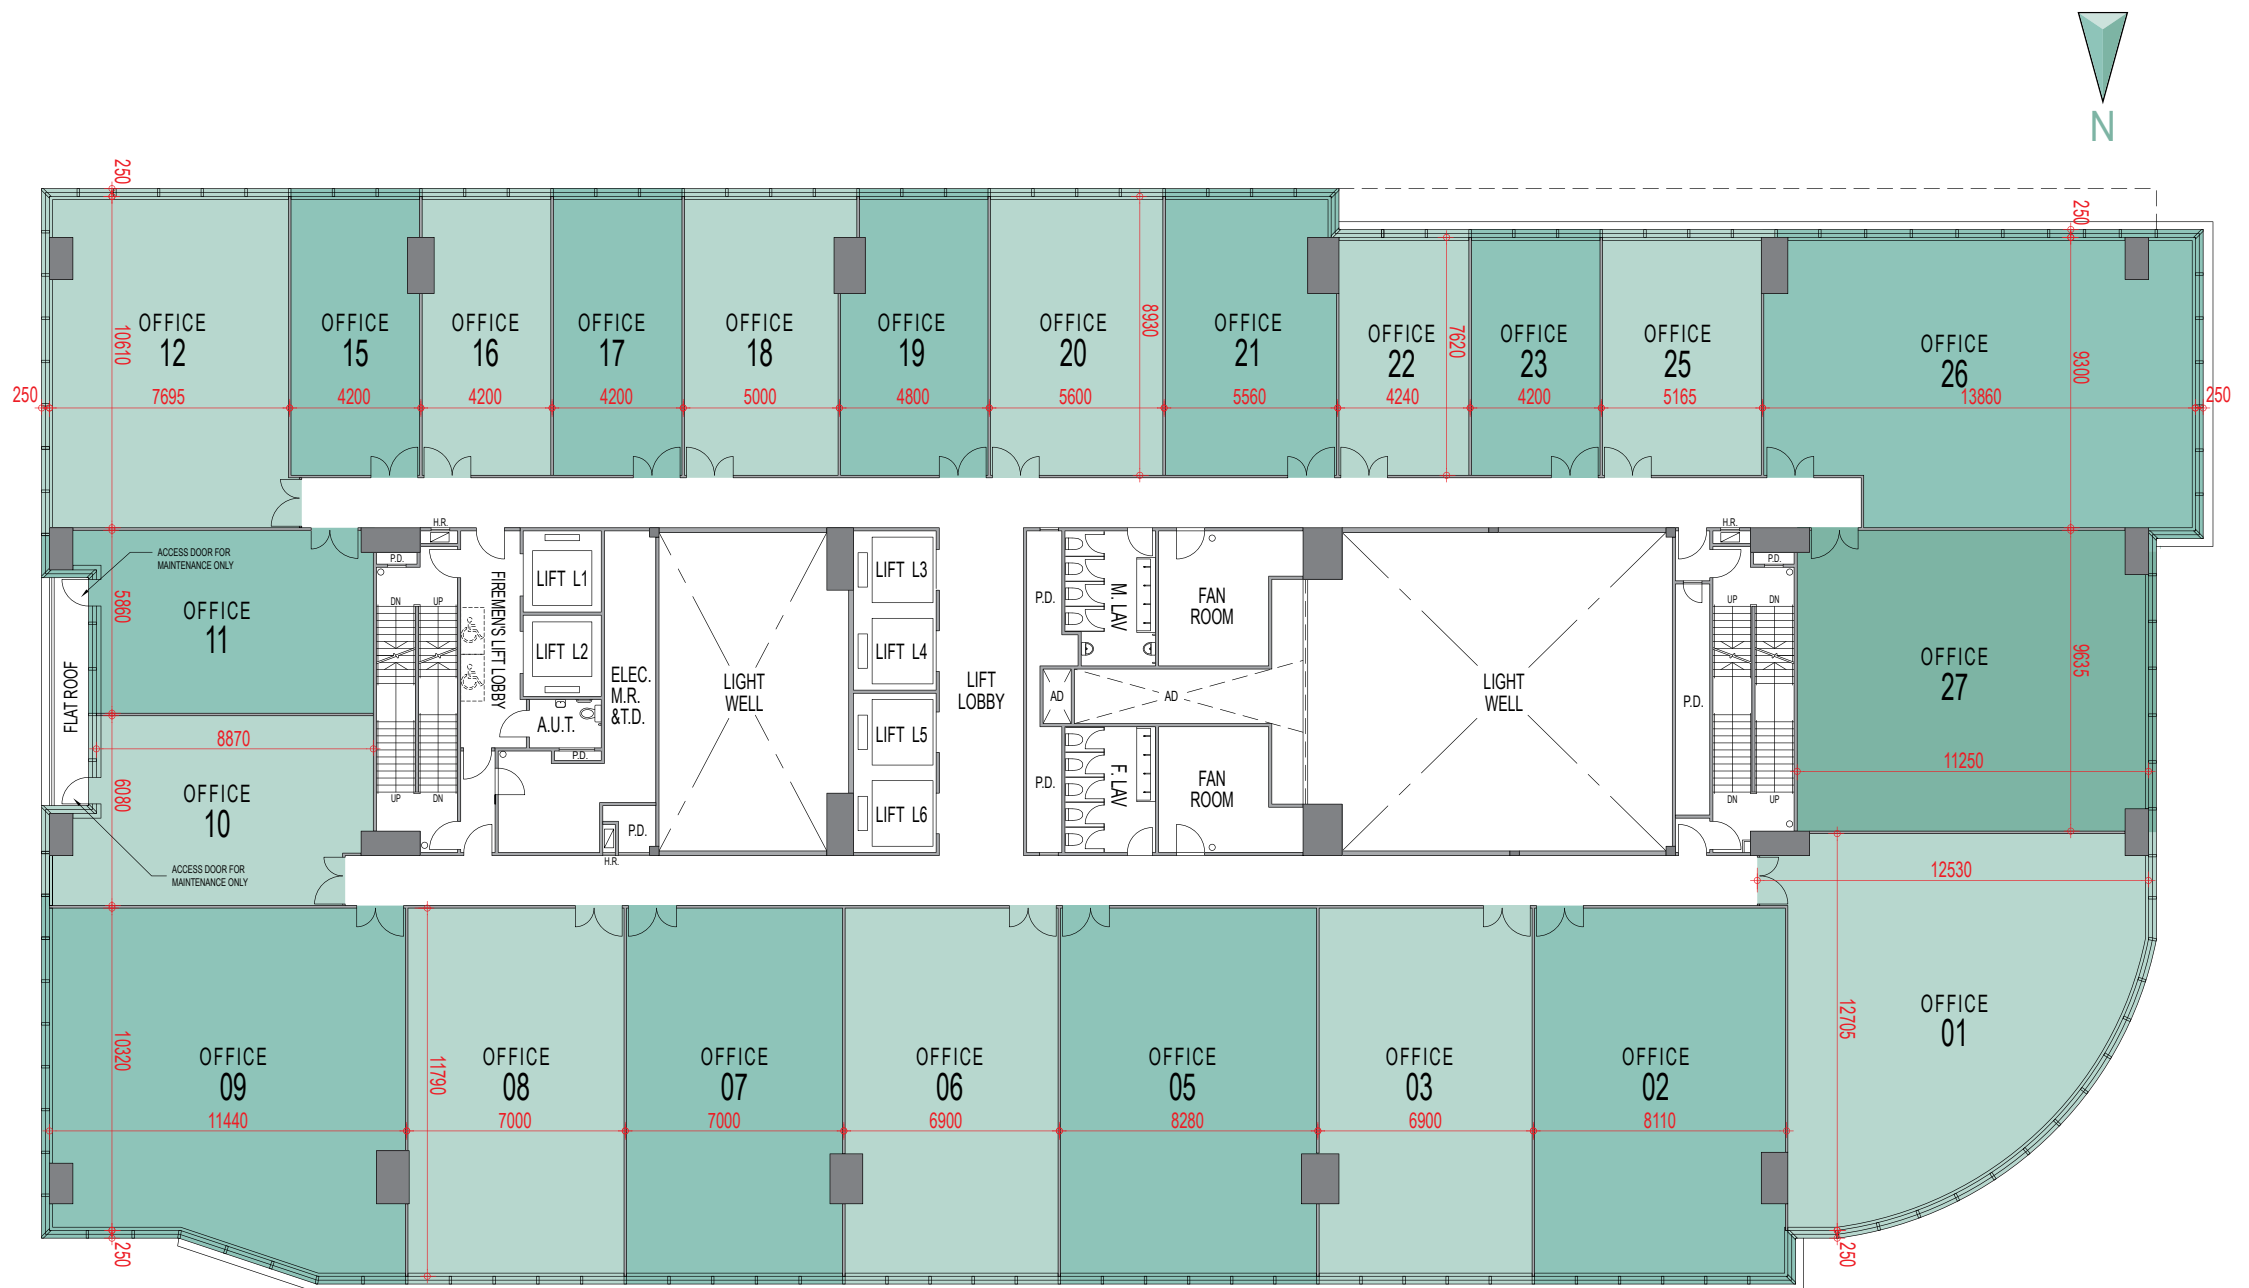 N
250
250
OFFICE
12
OFFICE
15
OFFICE
16
OFFICE
17
OFFICE
18
OFFICE
19
OFFICE
20
OFFICE
21
OFFICE
22
OFFICE
23
OFFICE
25
OFFICE
26
10610
8930
7620
9300
250
7695
4200
4200
4200
5000
4800
5600
5560
4240
4200
5165
13860
250
ACCESS DOOR FOR
MAINTENANCE ONLY
H.R.
P.D.
DN
UP
FIREMEN'S LIFT LOBBY
LIFT L1
LIFT L2
A.U.T.
P.D.
ELEC.
M.R.
&T.D.
P.D.
H.R.
UP
DN
LIGHT
WELL
LIFT L3
LIFT L4
LIFT L5
LIFT L6
LIFT
LOBBY
P.D.
M. LAV
FAN
ROOM
AD
AD
P.D.
F. LAV
FAN
ROOM
LIGHT
WELL
H.R.
P.D.
UP
DN
P.D.
DN
UP
5860
OFFICE
11
FLAT ROOF
8870
6080
OFFICE
10
ACCESS DOOR FOR
MAINTENANCE ONLY
OFFICE
27
9635
11250
12530
12705
OFFICE
01
10320
OFFICE
09
11440
OFFICE
08
11790
7000
OFFICE
07
7000
OFFICE
06
6900
OFFICE
05
8280
OFFICE
03
6900
OFFICE
02
8110
250
250